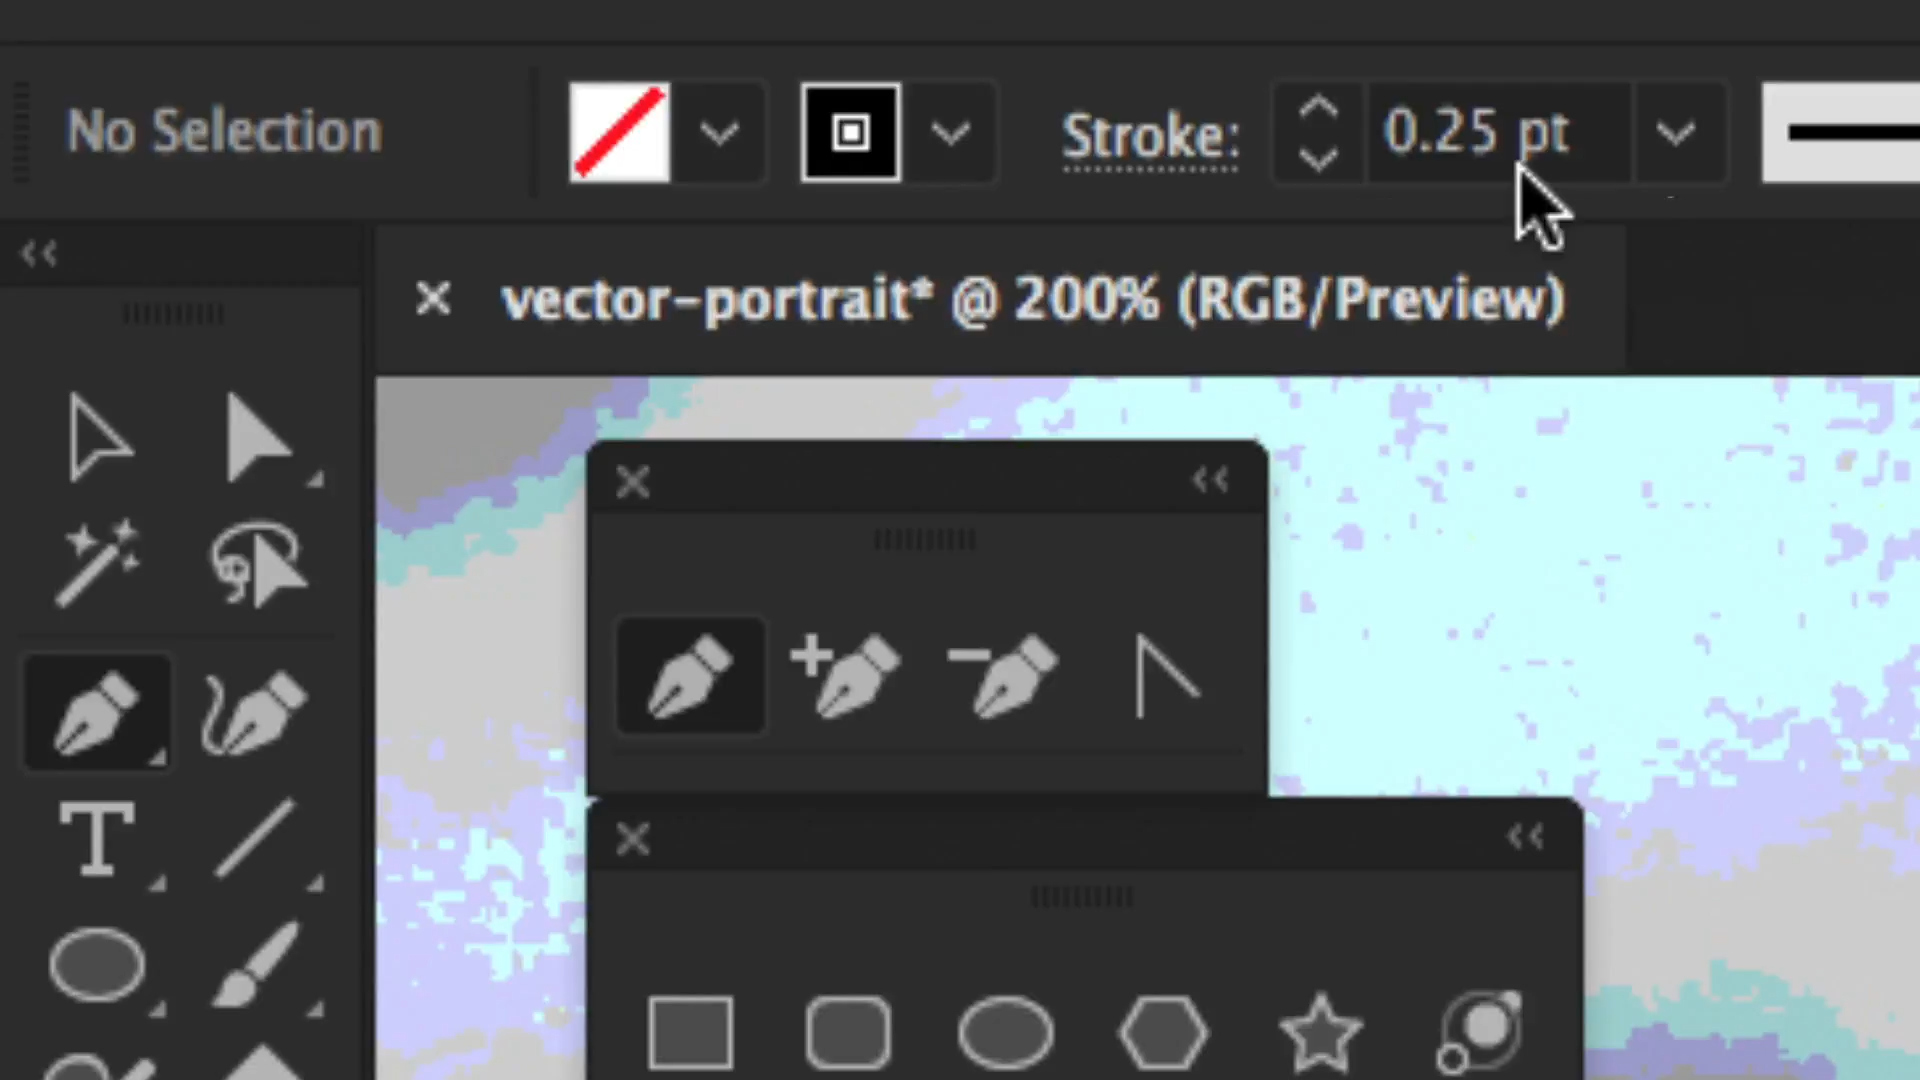 No Selection
Stroke:
0.25 pt
vector-portrait* @ 200% (RGB/Preview)